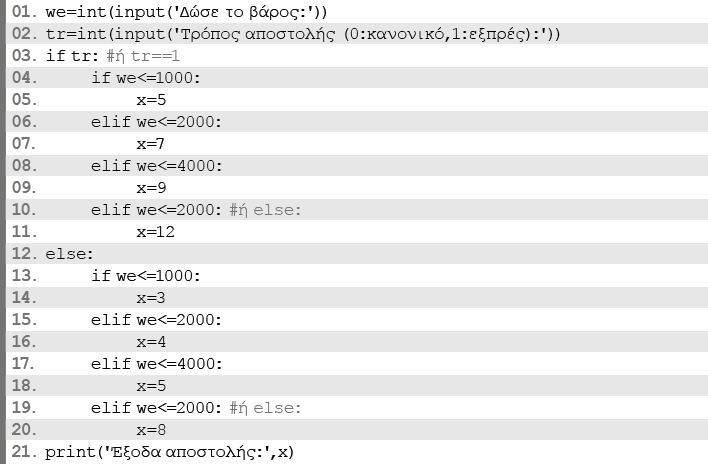 01. we=int(input('Δώσε το βάρος:'))
02. tr=int(input('Τρόπος αποστολής (0:κανονικό,1:εξπρές):'))
03. if tr: #ή tr==1
04. if we<=1000:
05. x=5
06. elif we<=2000:
07. x=7
08. elif we<=4000:
09. x=9
10. elif we<=2000: #ή else:
11. x=12
12. else:
13. if we<=1000:
14. x=3
15. elif we<=2000:
16. x=4
17. elif we<=4000:
18. x=5
19. elif we<=2000: #ή else:
20. x=8
21. print('Έξοδα αποστολής:',x)